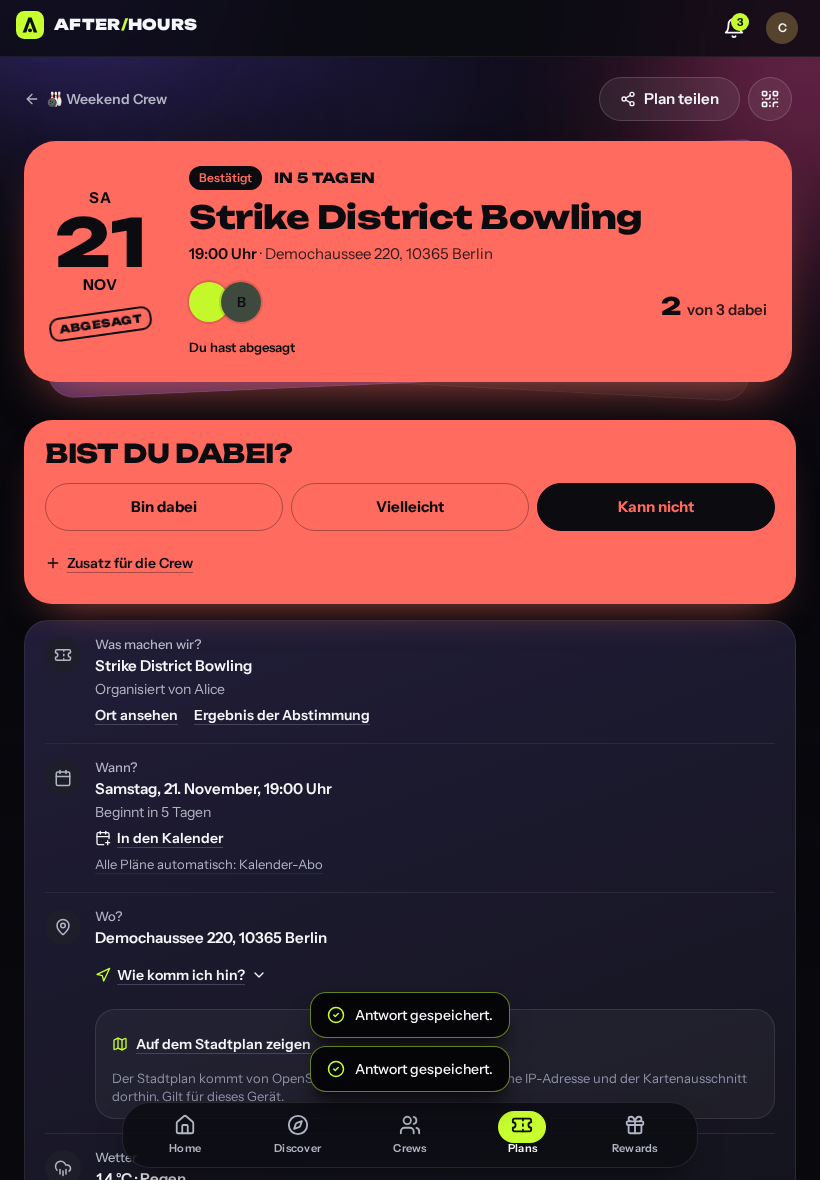 AFTER/HOURS
3
C
Weekend Crew
Plan teilen
SA
21
NOV
ABGESAGT
Bestätigt
IN 5 TAGEN
Strike District Bowling
19:00 Uhr · Demochaussee 220, 10365 Berlin
B
2 von 3 dabei
Du hast abgesagt
BIST DU DABEI?
Bin dabei
Vielleicht
Kann nicht
Zusatz für die Crew
Was machen wir?
Strike District Bowling
Organisiert von Alice
Ort ansehen
Ergebnis der Abstimmung
Wann?
Samstag, 21. November, 19:00 Uhr
Beginnt in 5 Tagen
In den Kalender
Alle Pläne automatisch: Kalender-Abo
Wo?
Demochaussee 220, 10365 Berlin
Wie komm ich hin?
Antwort gespeichert.
Auf dem Stadtplan zeigen
Antwort gespeichert.
Der Stadtplan kommt von IP-Adresse und der Kartenausschnitt
dorthin. Gilt für dieses Gerät.
Home
Discover
Crews
Plans
Rewards
14 °C · Regen